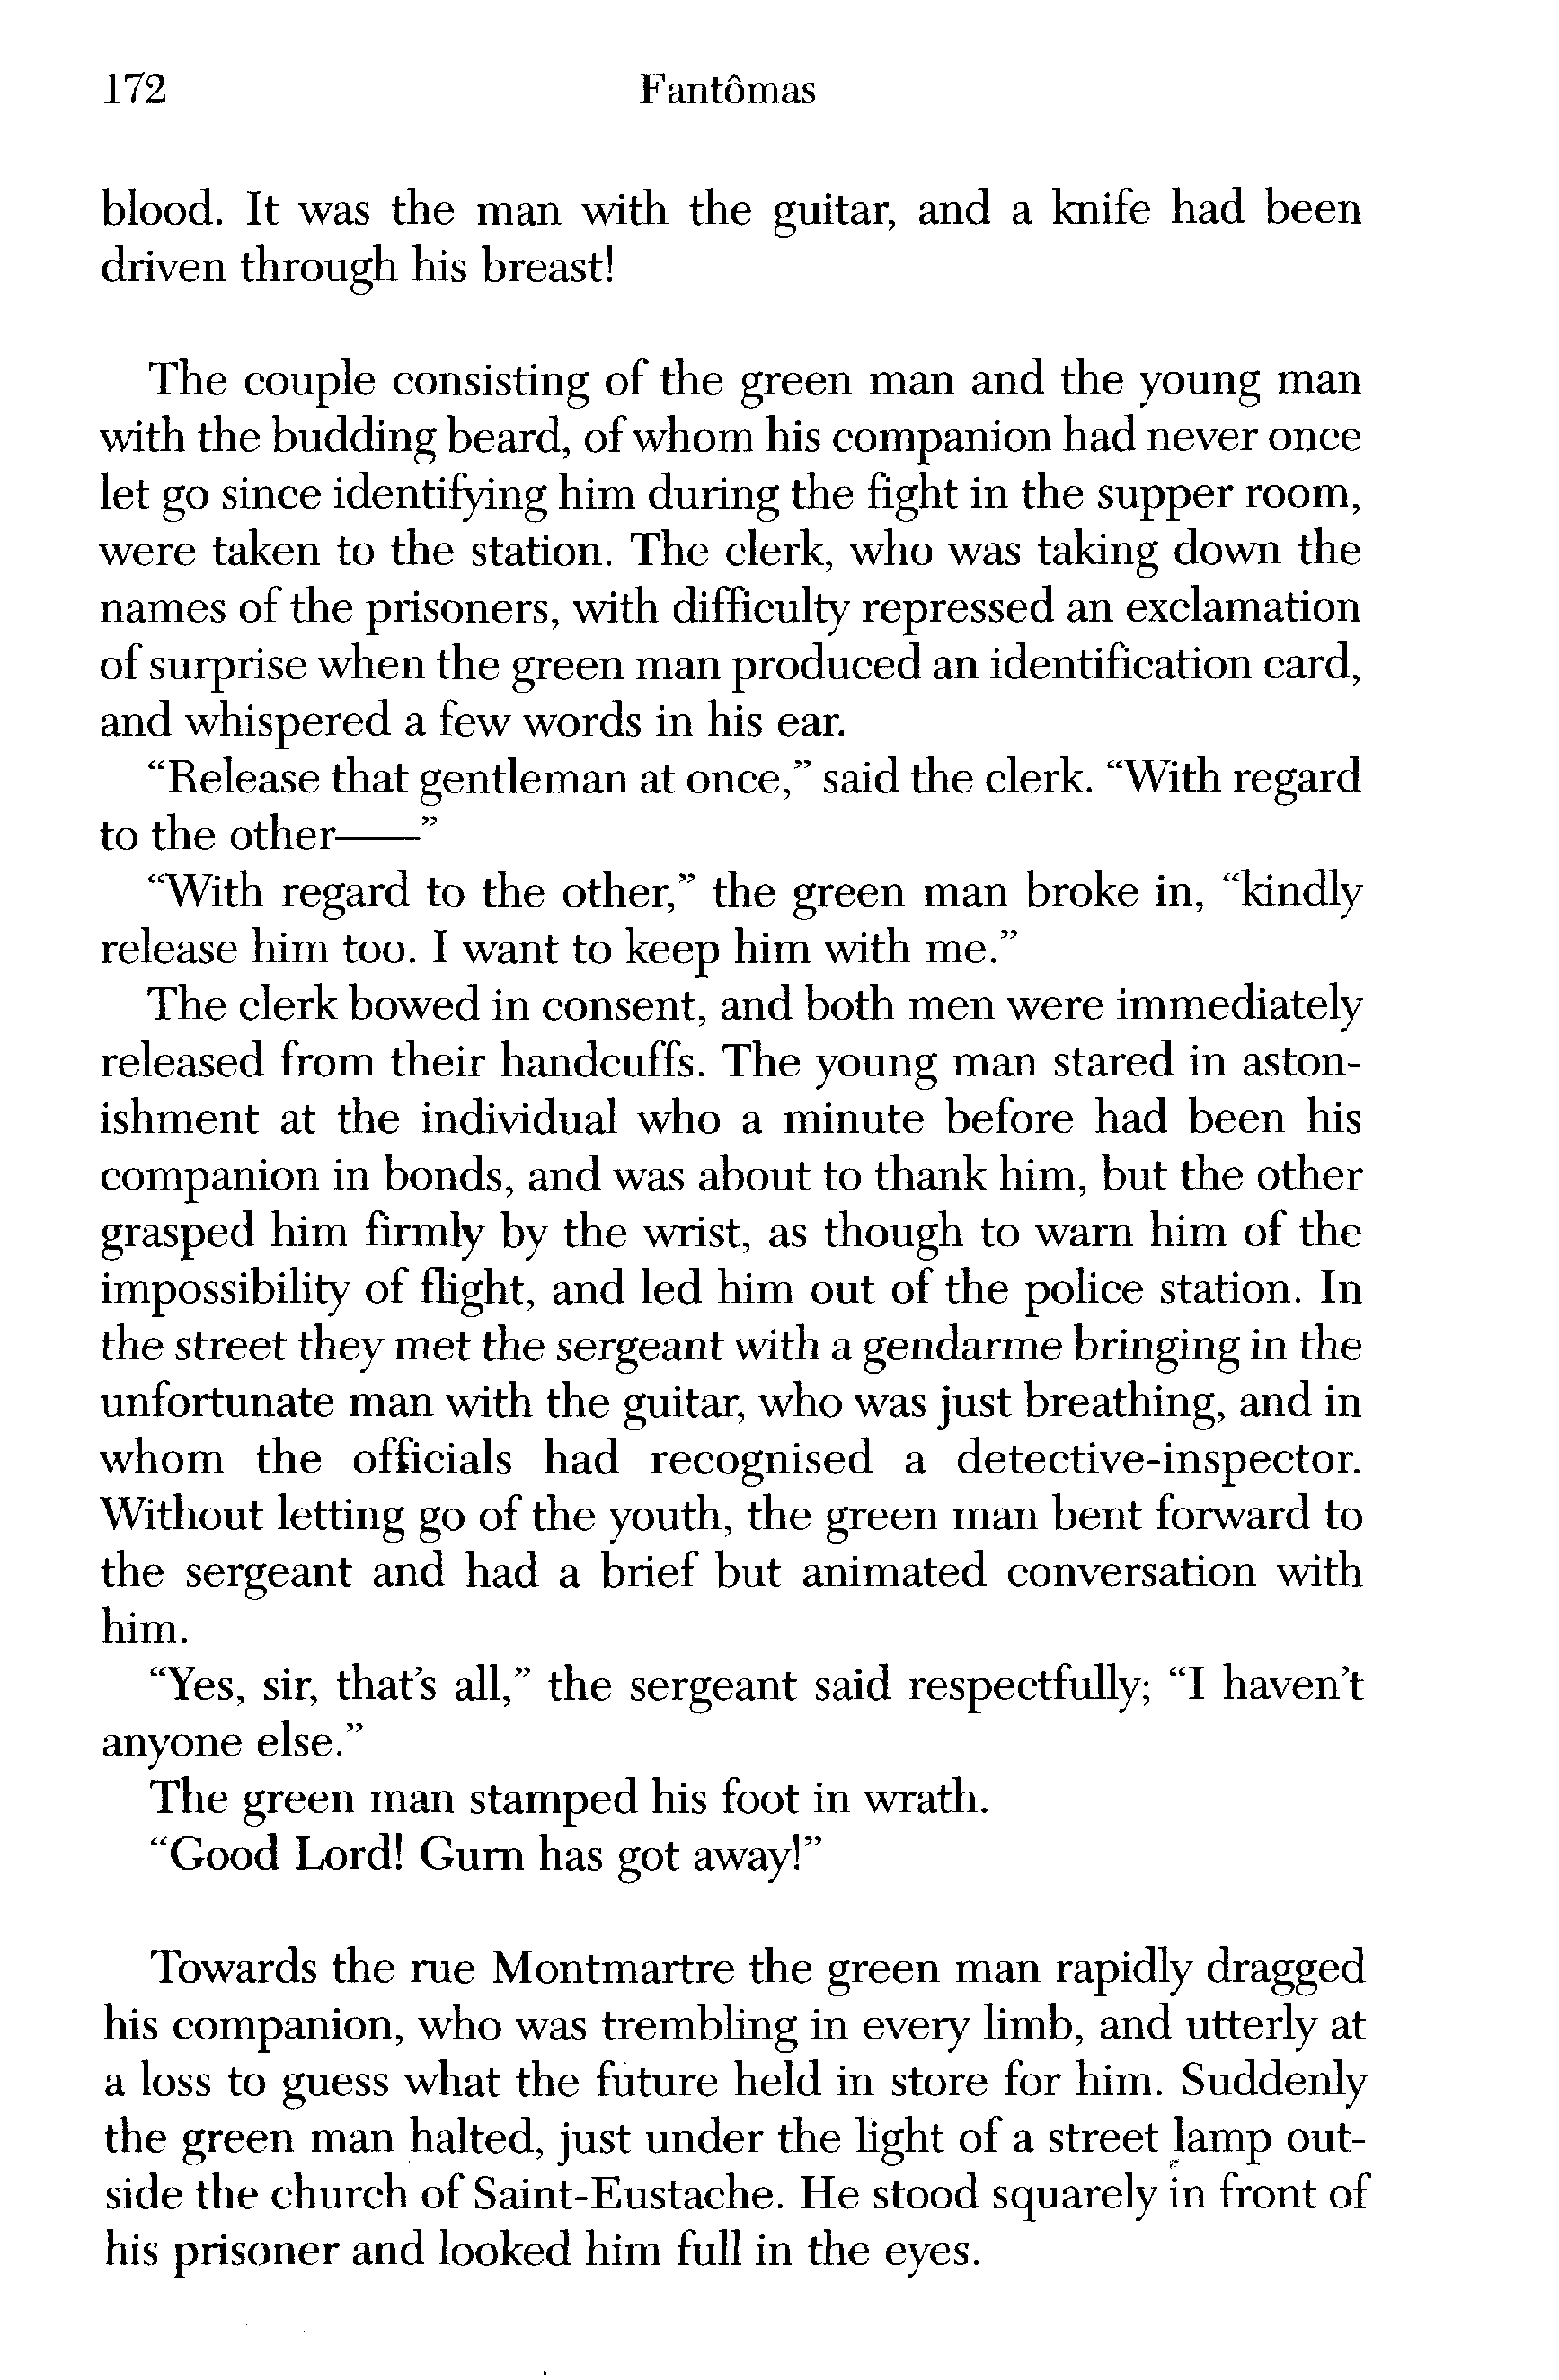 172 Fantômas
blood. It was the man with the guitar, and a knife had been
driven through his breast!
The couple consisting of the green man and the young man
with the budding beard, of whom his companion had never once
let go since identifying him during the fight in the supper room,
were taken to the station. The clerk, who was taking down the
names of the prisoners, with difficulty repressed an exclamation
of surprise when the green man produced an identification card,
and whispered a few words in his ear.
“Release that gentleman at once,” said the clerk. “With regard
to the other——”
“With regard to the other,” the green man broke in, “kindly
release him too. I want to keep him with me.”
The clerk bowed in consent, and both men were immediately
released from their handcuffs. The young man stared in aston-
ishment at the individual who a minute before had been his
companion in bonds, and was about to thank him, but the other
grasped him firmly by the wrist, as though to warn him of the
impossibility of flight, and led him out of the police station. In
the street they met the sergeant with a gendarme bringing in the
unfortunate man with the guitar, who was just breathing, and in
whom the officials had recognised a detective-inspector.
Without letting go of the youth, the green man bent forward to
the sergeant and had a brief but animated conversation with
him.
“Yes, sir, that’s all,” the sergeant said respectfully; “I haven’t
anyone else.”
The green man stamped his foot in wrath.
“Good Lord! Gurn has got away!”
Towards the rue Montmartre the green man rapidly dragged
his companion, who was trembling in every limb, and utterly at
a loss to guess what the future held in store for him. Suddenly
the green man halted, just under the light of a street lamp out-
side the church of Saint-Eustache. He stood squarely in front of
his prisoner and looked him full in the eyes.